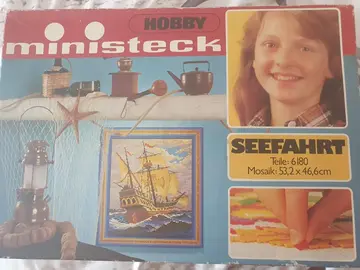 HOBBY
ministeck
SEEFAHRT
Teile: 6180
Mosaik: 53,2 x 46,6cm